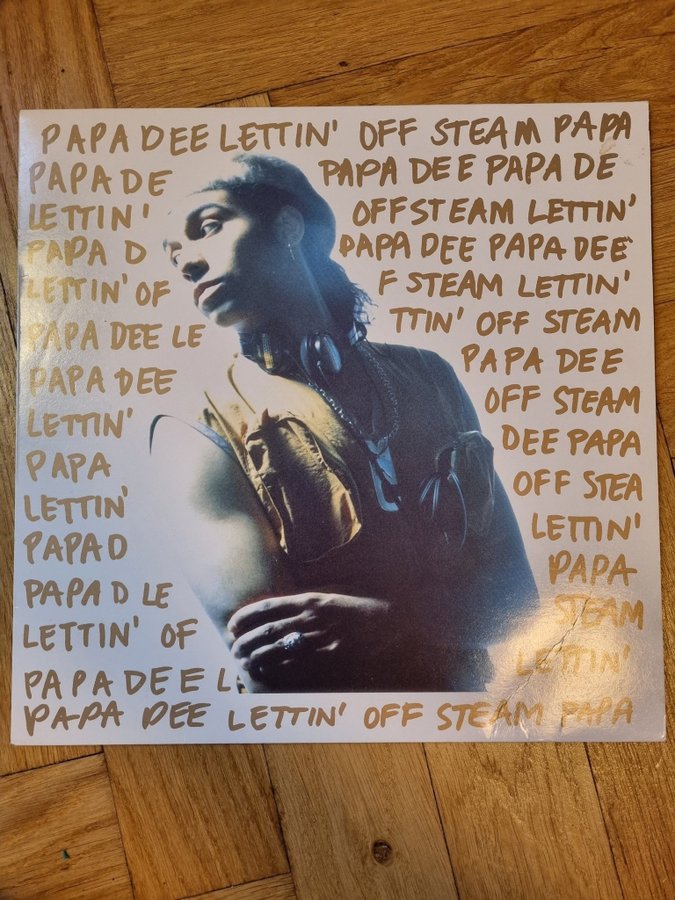 PAPA DEE LETTIN' OFF STEAM PAPA
PAPA DE PAPA DEE PAPA DE
LETTIN' OFF STEAM LETTIN'
PAPA D PAPA DEE PAPA DEE
LETTIN' OF F STEAM LETTIN'
PAPA DEE LE TTIN' OFF STEAM
PAPA DEE PAPA DEE
LETTIN' OFF STEAM
PAPA DEE PAPA
LETTIN' OFF STEA
PAPA D LETTIN'
PAPA D LE PAPA
LETTIN' OF STEAM
PAPA DEE L LETTIN'
PAPA DEE LETTIN' OFF STEAM PAPA